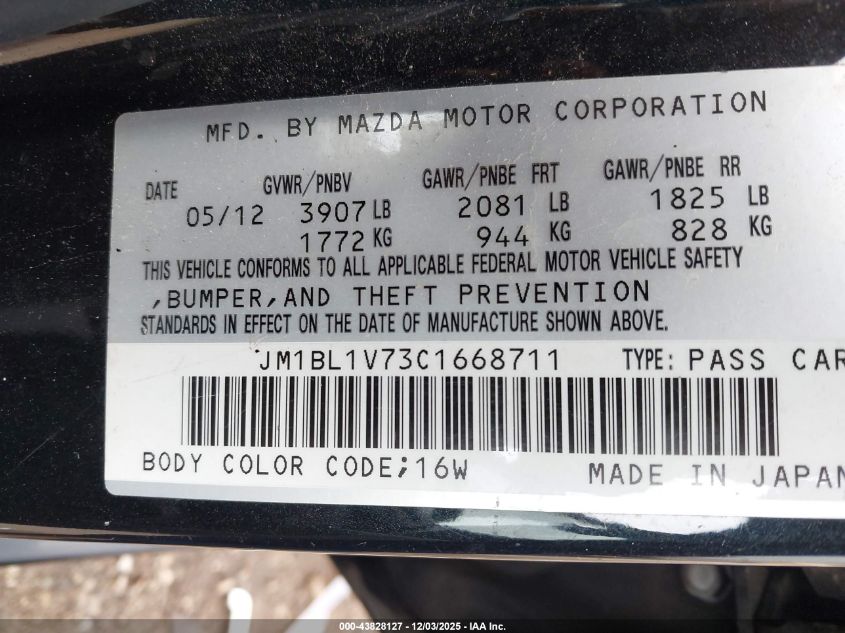 MFD. BY MAZDA MOTOR CORPORATION
DATE GVWR/PNBV GAWR/PNBE FRT GAWR/PNBE RR
05/12 3907 LB 2081 LB 1825 LB
1772 KG 944 KG 828 KG
THIS VEHICLE CONFORMS TO ALL APPLICABLE FEDERAL MOTOR VEHICLE SAFETY
,BUMPER,AND THEFT PREVENTION
STANDARDS IN EFFECT ON THE DATE OF MANUFACTURE SHOWN ABOVE.
JM1BL1V73C1668711 TYPE: PASS CAR
BODY COLOR CODE;16W MADE IN JAPAN
000-43828127 - 12/03/2025 - IAA Inc.